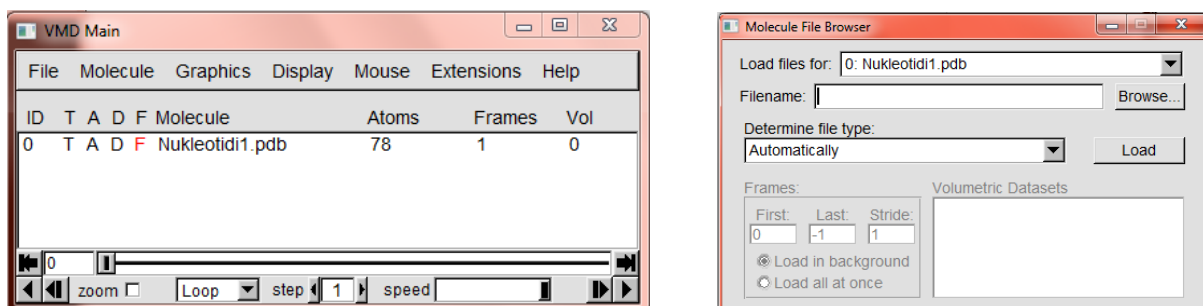 VMD Main
File Molecule Graphics Display Mouse Extensions Help
ID T A D F Molecule Atoms Frames Vol
0 T A D F Nukleotidi1.pdb 78 1 0
0
zoom Loop step 1 speed
Molecule File Browser
Load files for: 0: Nukleotidi1.pdb
Filename: Browse...
Determine file type:
Automatically Load
Frames: Volumetric Datasets
First: Last: Stride:
0 -1 1
Load in background
Load all at once